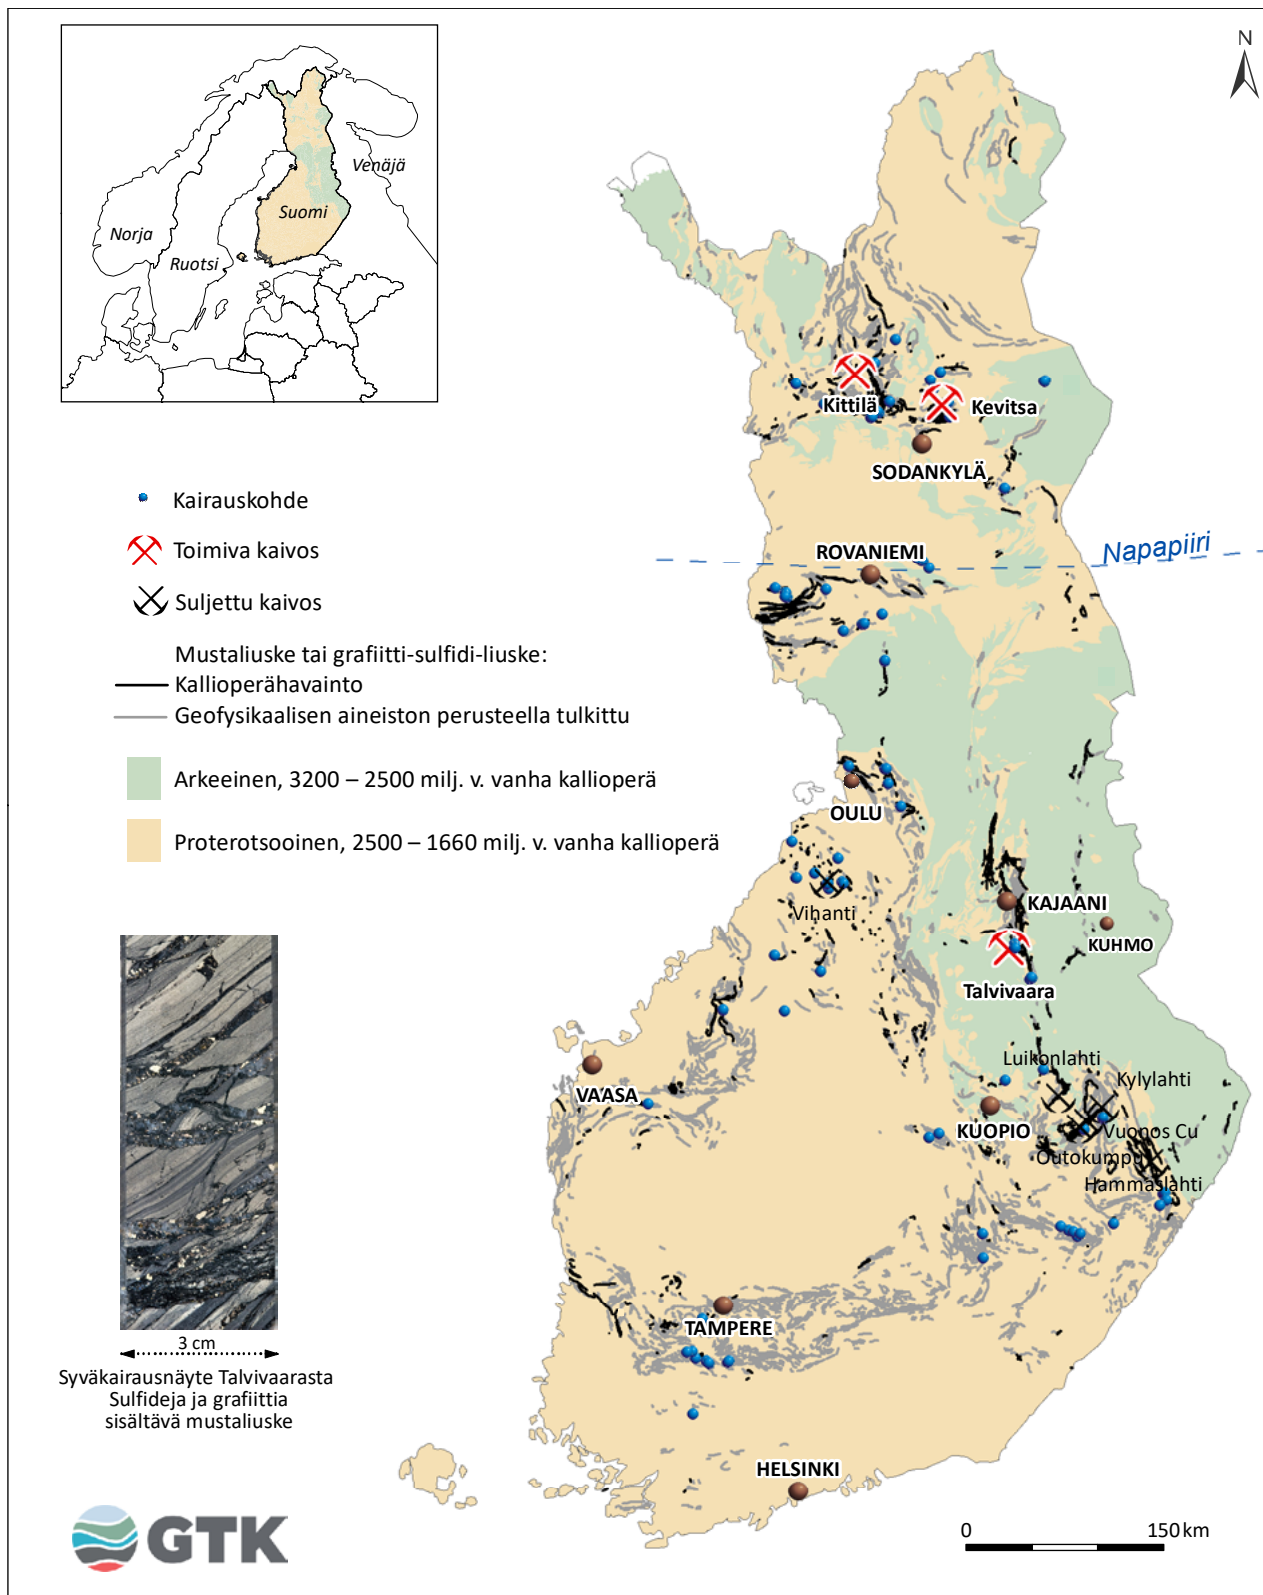 N
Venäjä
Suomi
Norja
Ruotsi
Kittilä
Kevitsa
SODANKYLÄ
Kairauskohde
Toimiva kaivos
Suljettu kaivos
ROVANIEMI
Napapiiri
Mustaliuske tai grafiitti-sulfidi-liuske:
Kallioperähavainto
Geofysikaalisen aineiston perusteella tulkittu
Arkeeinen, 3200 – 2500 milj. v. vanha kallioperä
Proterotsooinen, 2500 – 1660 milj. v. vanha kallioperä
OULU
Vihanti
KAJAANI
KUHMO
Talvivaara
Luikonlahti
Kylylahti
VAASA
KUOPIO
Vuonos Cu
Outokumpu
Hammaslahti
TAMPERE
3 cm
Syväkairausnäyte Talvivaarasta
Sulfideja ja grafiittia
sisältävä mustaliuske
HELSINKI
GTK
0 150 km